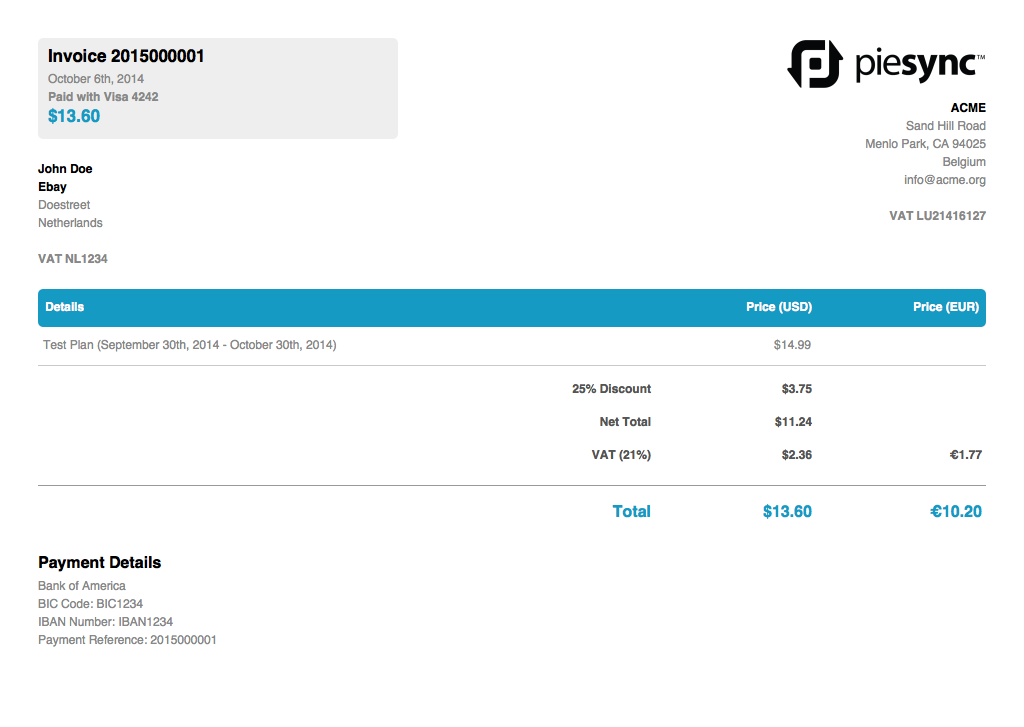 Invoice 2015000001
October 6th, 2014
Paid with Visa 4242
$13.60
piesync™
ACME
Sand Hill Road
Menlo Park, CA 94025
Belgium
info@acme.org
VAT LU21416127
John Doe
Ebay
Doestreet
Netherlands
VAT NL1234
Details Price (USD) Price (EUR)
Test Plan (September 30th, 2014 - October 30th, 2014) $14.99
25% Discount $3.75
Net Total $11.24
VAT (21%) $2.36 €1.77
Total $13.60 €10.20
Payment Details
Bank of America
BIC Code: BIC1234
IBAN Number: IBAN1234
Payment Reference: 2015000001